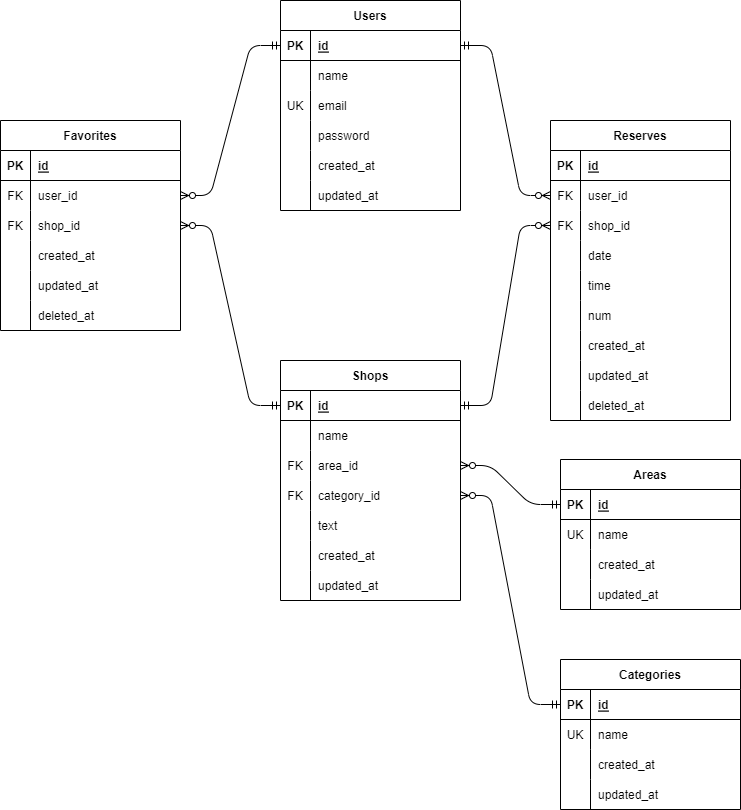 Users
PK id
name
UK email
password
created_at
updated_at
Favorites
PK id
FK user_id
FK shop_id
created_at
updated_at
deleted_at
Reserves
PK id
FK user_id
FK shop_id
date
time
num
created_at
updated_at
deleted_at
Shops
PK id
name
FK area_id
FK category_id
text
created_at
updated_at
Areas
PK id
UK name
created_at
updated_at
Categories
PK id
UK name
created_at
updated_at